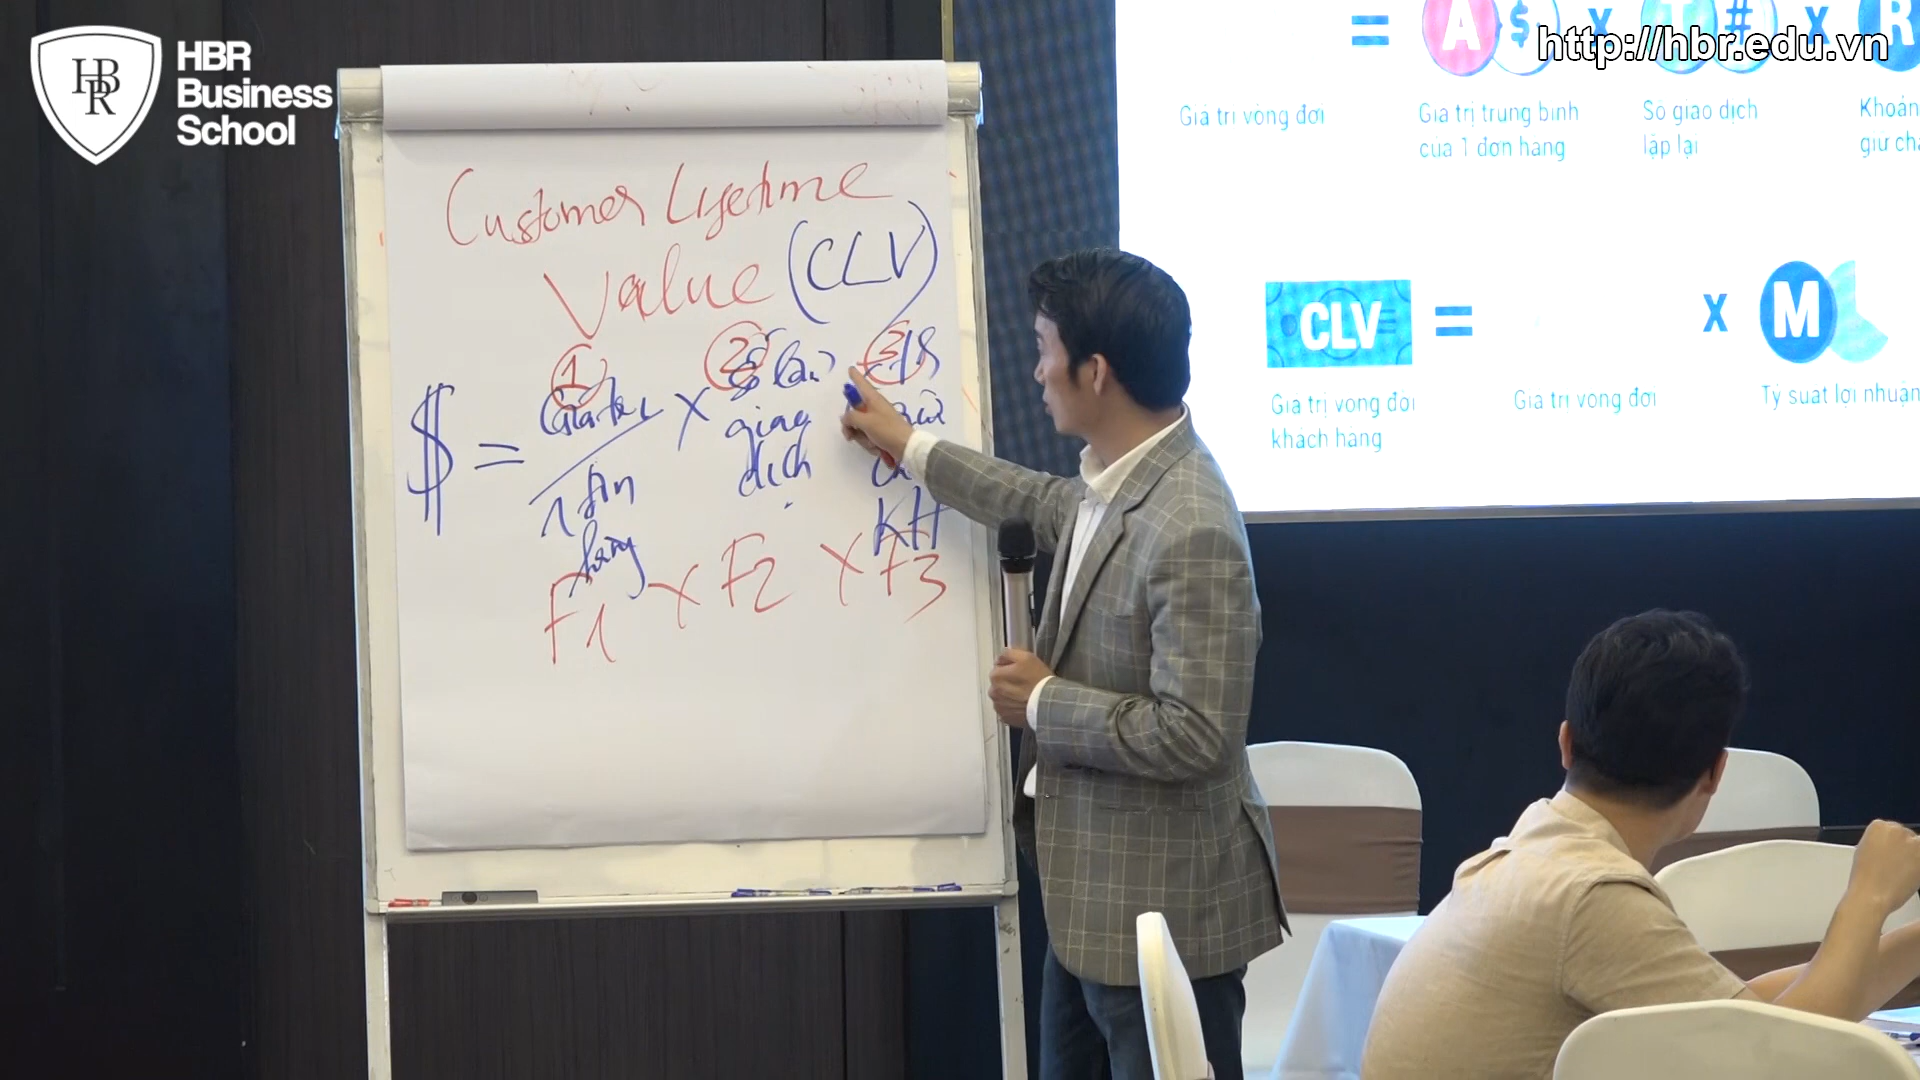 HBR
Business
School
HBR
http://hbr.edu.vn
Customer Lifetime
Value (CLV)
1 2 3
$ = Giá trị x số lần
1 đơn hàng
giao dịch
KH
F1 x F2 x F3
= A $ x T # x R
Giá trị vòng đời
Giá trị trung bình
của 1 đơn hàng
Số giao dịch
lặp lại
Khoản
giữ ch
CLV = x M
Giá trị vòng đời
khách hàng
Giá trị vòng đời
Tỷ suất lợi nhuận